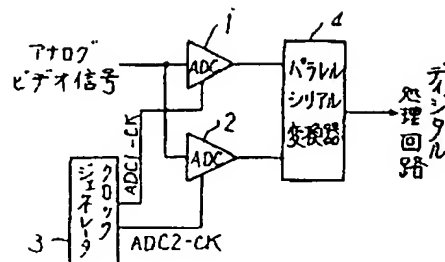 1
4
アナログ
ビデオ信号
ADC
パラレル
シリアル
変換器
ディジタル
処理回路
ADC1-CK
2
ADC
クロック
ジェネレータ
3
ADC2-CK